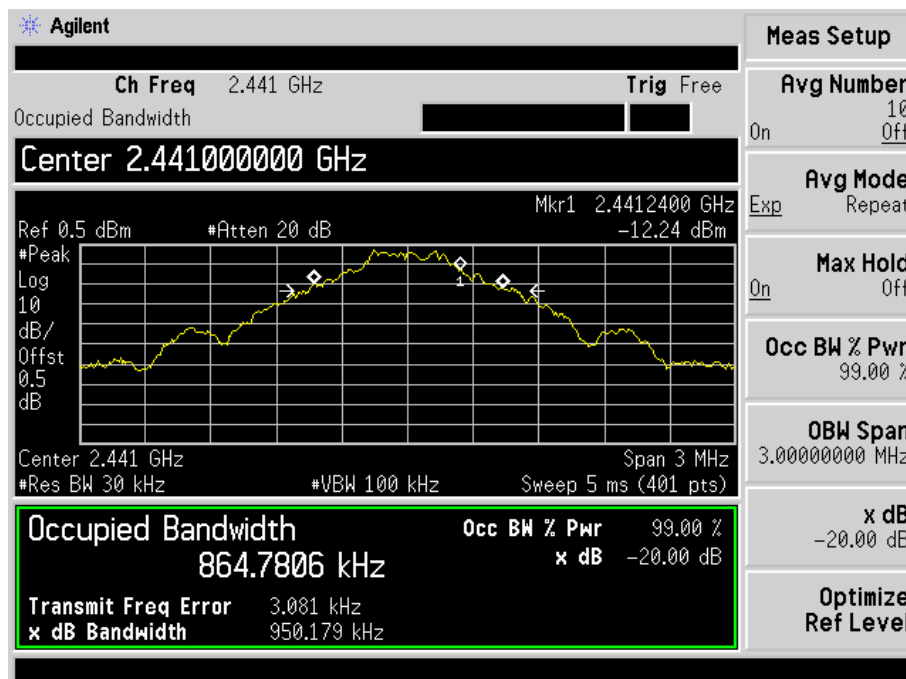 Agilent
Ch Freq 2.441 GHz Trig Free
Occupied Bandwidth
Center 2.441000000 GHz
Mkr1 2.4412400 GHz
Ref 0.5 dBm #Atten 20 dB -12.24 dBm
#Peak
Log
10
dB/
Offst
0.5
dB
1
Center 2.441 GHz Span 3 MHz
#Res BW 30 kHz #VBW 100 kHz Sweep 5 ms (401 pts)
Occupied Bandwidth Occ BW % Pwr 99.00 %
864.7806 kHz x dB -20.00 dB
Transmit Freq Error 3.081 kHz
x dB Bandwidth 950.179 kHz
Meas Setup
Avg Number
10
On Off
Avg Mode
Exp Repeat
Max Hold
On Off
Occ BW % Pwr
99.00 %
OBW Span
3.00000000 MHz
x dB
-20.00 dB
Optimize
Ref Level